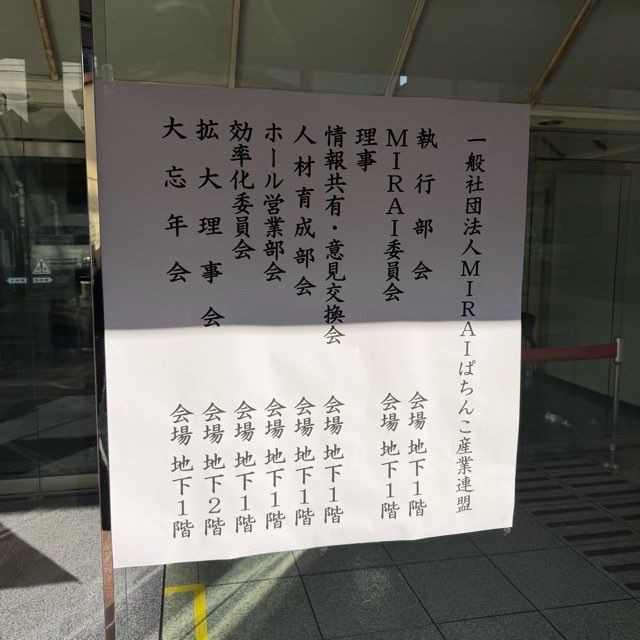 一般社団法人MIRAIぱちんこ産業連盟
執行部会 会場 地下1階
MIRAI委員会 会場 地下1階
理事
情報共有・意見交換会 会場 地下1階
人材育成部会 会場 地下1階
ホール営業部会 会場 地下1階
効率化委員会 会場 地下1階
拡大理事会 会場 地下2階
大忘年会 会場 地下1階